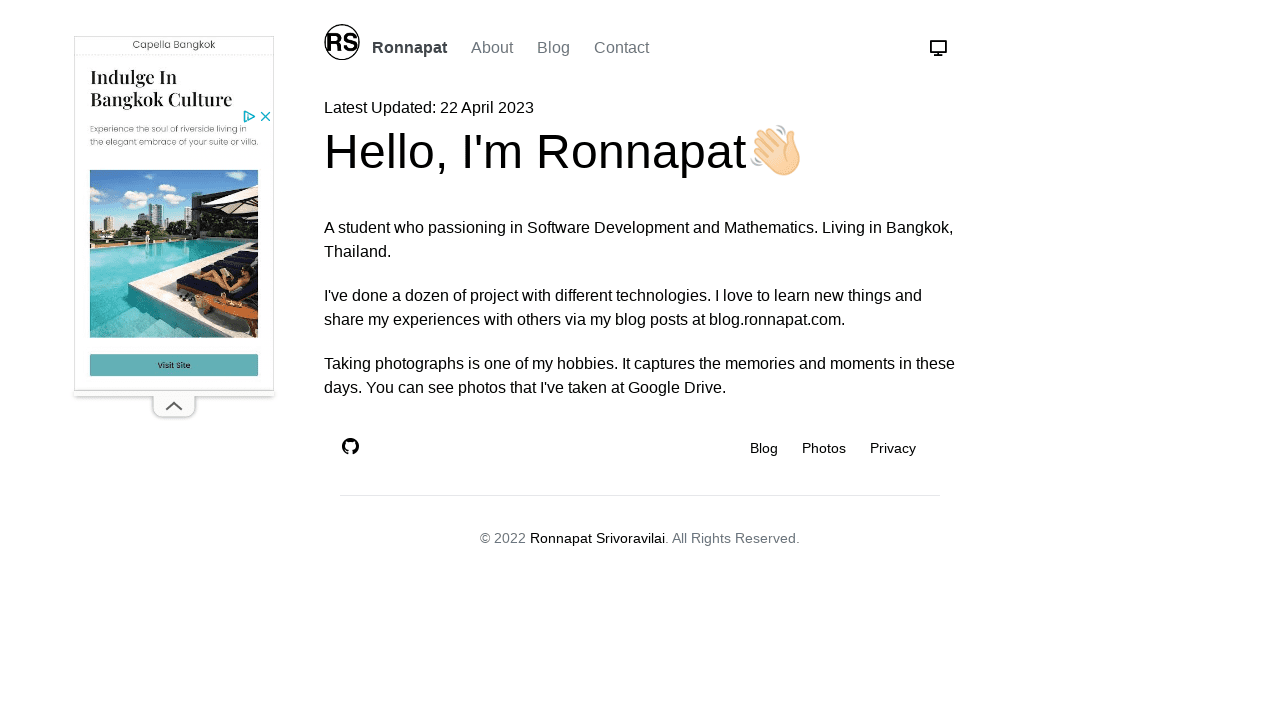 Capella Bangkok
Indulge In
Bangkok Culture
Experience the soul of riverside living in
the elegant embrace of your suite or villa.
Visit Site
RS
Ronnapat About Blog Contact
Latest Updated: 22 April 2023
Hello, I'm Ronnapat
A student who passioning in Software Development and Mathematics. Living in Bangkok,
Thailand.
I've done a dozen of project with different technologies. I love to learn new things and
share my experiences with others via my blog posts at blog.ronnapat.com.
Taking photographs is one of my hobbies. It captures the memories and moments in these
days. You can see photos that I've taken at Google Drive.
Blog Photos Privacy
© 2022 Ronnapat Srivoravilai. All Rights Reserved.